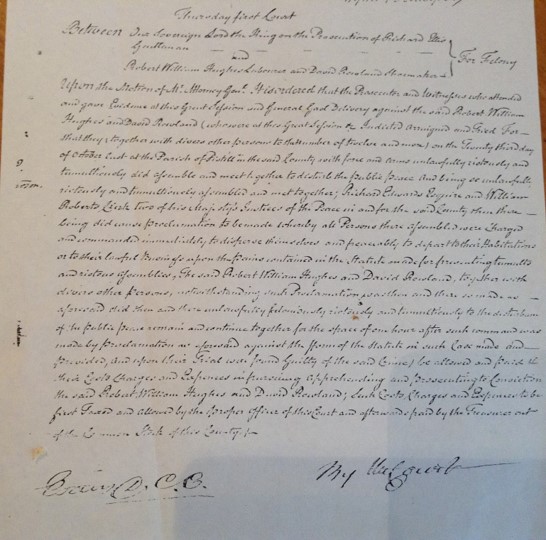 Thursday first Court
Between Our Sovereign Lord the King on the Prosecution of Richard Ellis
Gentleman
and
For Felony
Robert William Hughes Labourer and David Rowland Shoemaker
Upon the Motion of Mr. Attorney Genl. It is ordered that the Prosecutor and Witnesses who attended
and gave Evidence at this Great Session and General Gaol Delivery against the said Robert William
Hughes and David Rowland (who were at this Great Session Indicted arraigned and Tried For
that they, together with divers other persons to the number of twelve and more) on the Twenty third day
of October last at the Parish of in the said County with force and arms unlawfully riotously and
tumultuously did assemble and meet together to disturb the public peace and being so unlawfully
riotously and tumultuously assembled and met together; Richard Edwards Esquire and William
Roberts Clerk two of his Majesty's Justices of the Peace in and for the said County then there
being did cause Proclamation to be made whereby all Persons there assembled were Charged
and commanded immediately to disperse themselves and peaceably to depart to their Habitations
or to their lawful Business upon the pains contained in the Statute made for preventing tumults
and riotous assemblies; The said Robert William Hughes and David Rowland, together with
divers other Persons, notwithstanding such Proclamation was then and there so made as
aforesaid did then and there unlawfully feloniously riotously and tumultuously to the disturbance
of the public Peace remain and continue together for the space of one hour after such command was
made by Proclamation as aforesaid against the form of the Statute in such Case made and
provided, and upon their Trial were found Guilty of the said Crime) be allowed and paid
their Costs Charges and Expences in pursuing apprehending and prosecuting to Conviction
the said Robert William Hughes and David Rowland; Such Costs, Charges and Expences to be
first Taxed and allowed by the proper Officer of this Court and afterwards paid by the Treasurer out
of the Common Stock of this County
D. C. O.
By the Court